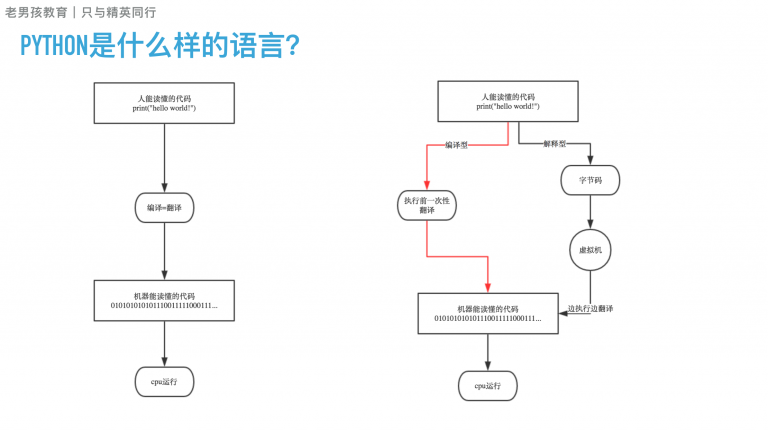 老男孩教育｜只与精英同行
PYTHON是什么样的语言?
人能读懂的代码
print("hello world!")
编译=翻译
机器能读懂的代码
0101010101011100111110001​11...
cpu运行
人能读懂的代码
print("hello world!")
编译型
解释型
执行前一次性
翻译
字节码
虚拟机
边执行边翻译
机器能读懂的代码
010101010101110011111000111...
cpu运行